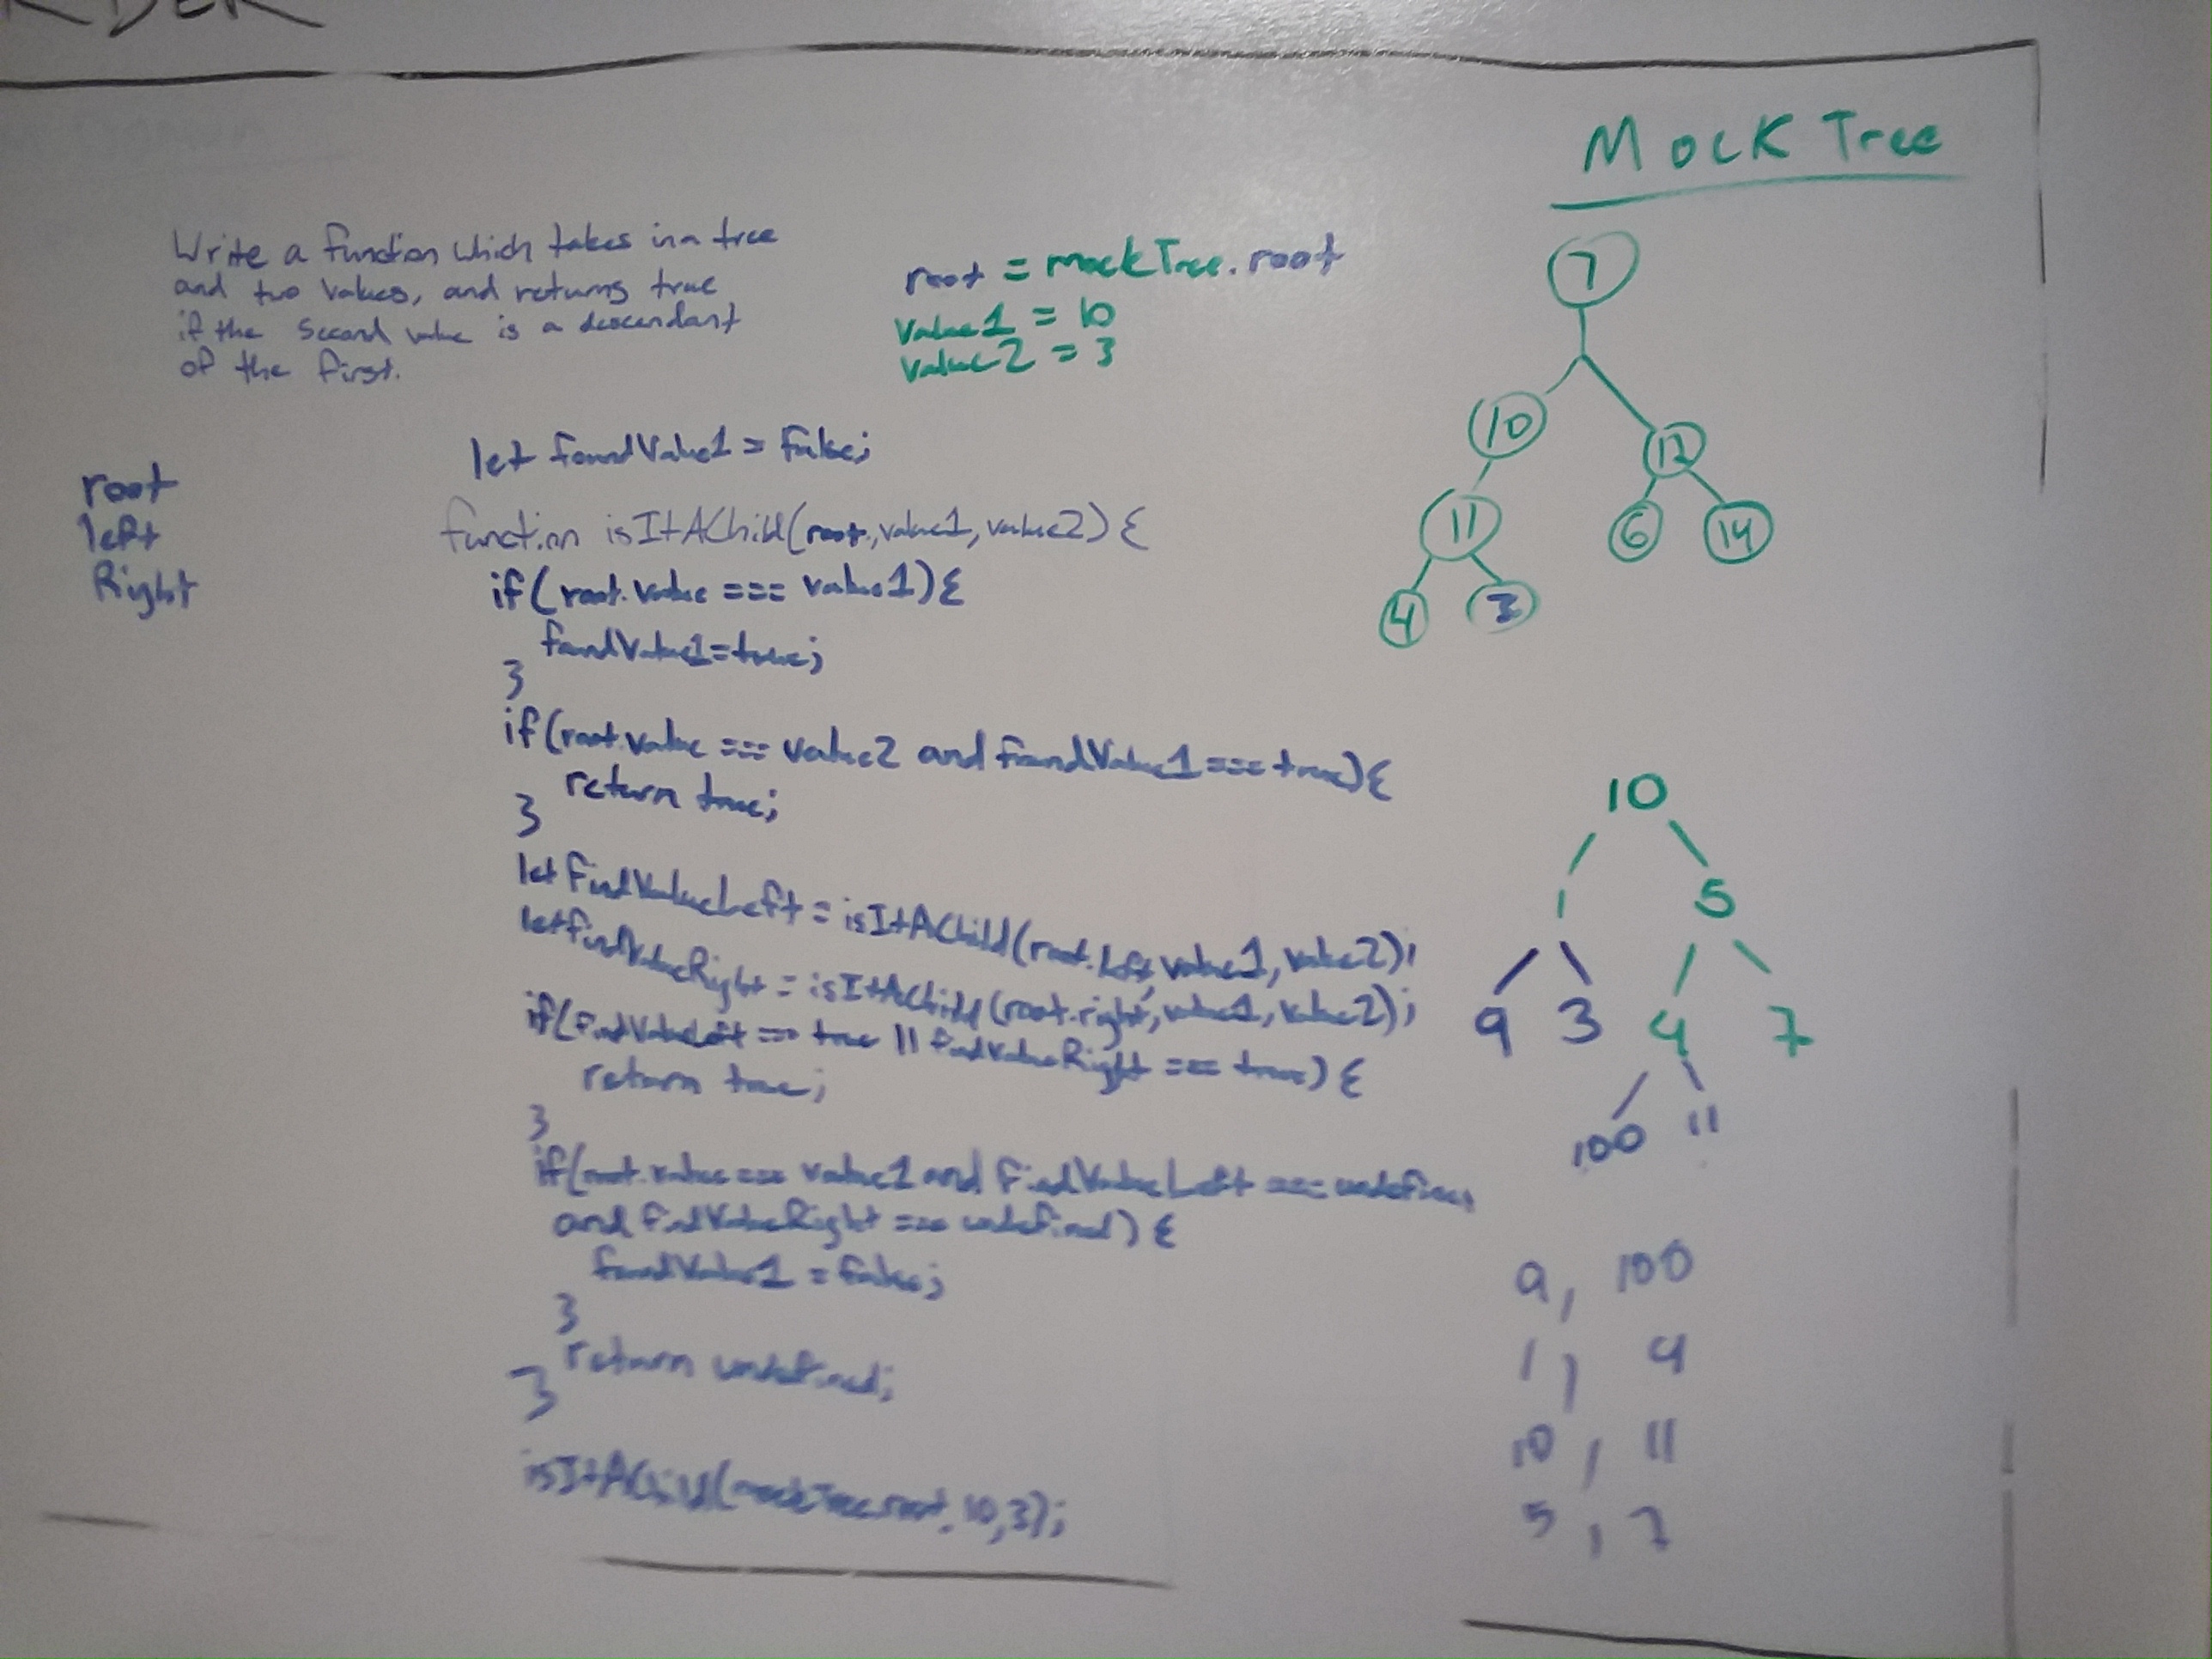 RDER
Mock Tree
Write a function which takes in a tree
and two values, and returns true
if the second value is a descendant
of the first.
root = mockTree.root
value1 = 10
value2 = 3
7
10
12
11
6
14
4
3
root
left
Right
let foundValue1 = false;
function isItAChild(root, value1, value2) {
if(root.value === value1){
foundValue1=true;
}
if(root.value === value2 and foundValue1===true){
return true;
}
let findValueLeft = isItAChild(root.left, value1, value2);
let findValueRight = isItAChild(root.right, value1, value2);
if(findValueLeft === true || findValueRight === true) {
return true;
}
if(root.value === value1 and findValueLeft === undefined
and findValueRight === undefined) {
foundValue1 = false;
}
return undefined;
}
isItAChild(mockTree.root, 10,3);
10
1
5
9
3
4
7
100
11
9, 100
1, 4
10, 11
5, 7